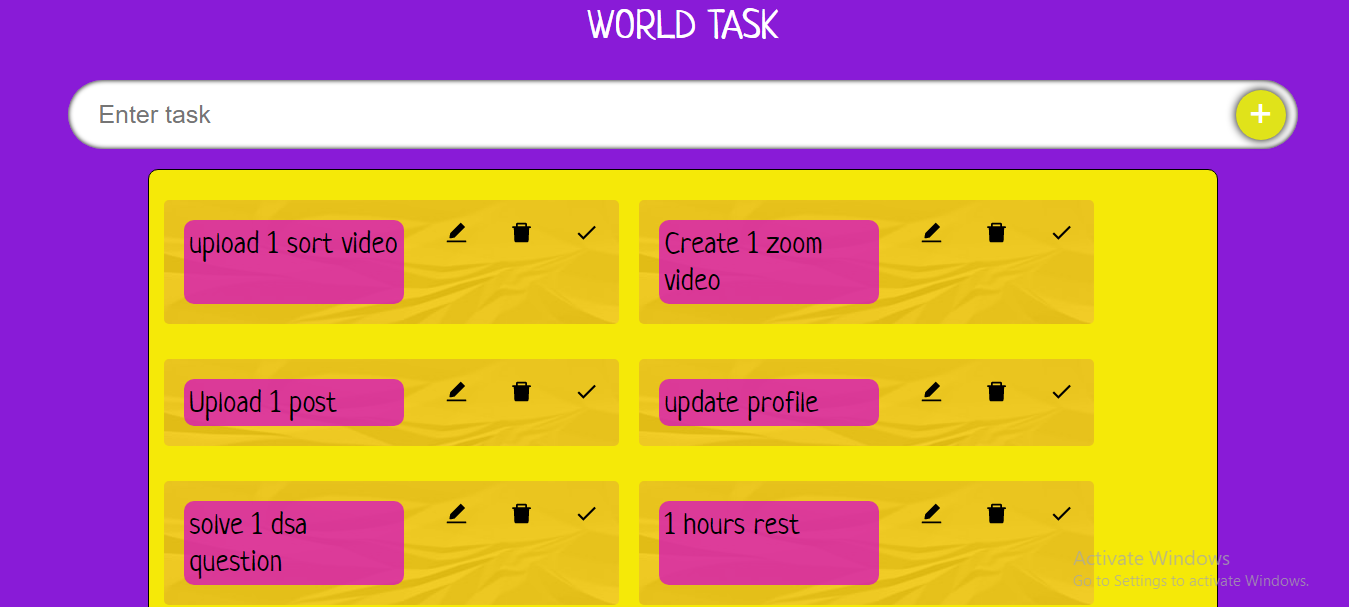 WORLD TASK
Enter task
upload 1 sort video
Create 1 zoom
video
Upload 1 post
update profile
solve 1 dsa
question
1 hours rest
Activate Windows
Go to Settings to activate Windows.